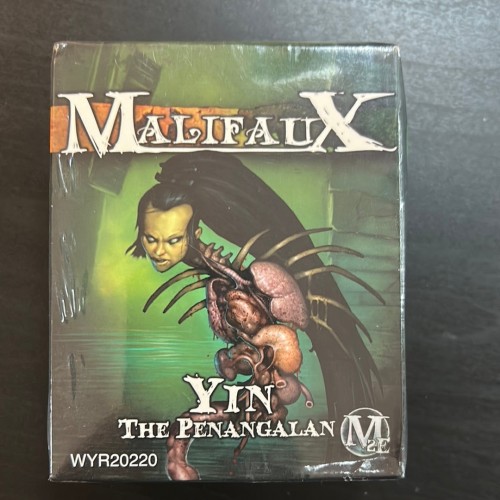 MALIFAUX
YIN
THE PENANGALAN
M2E
WYR20220